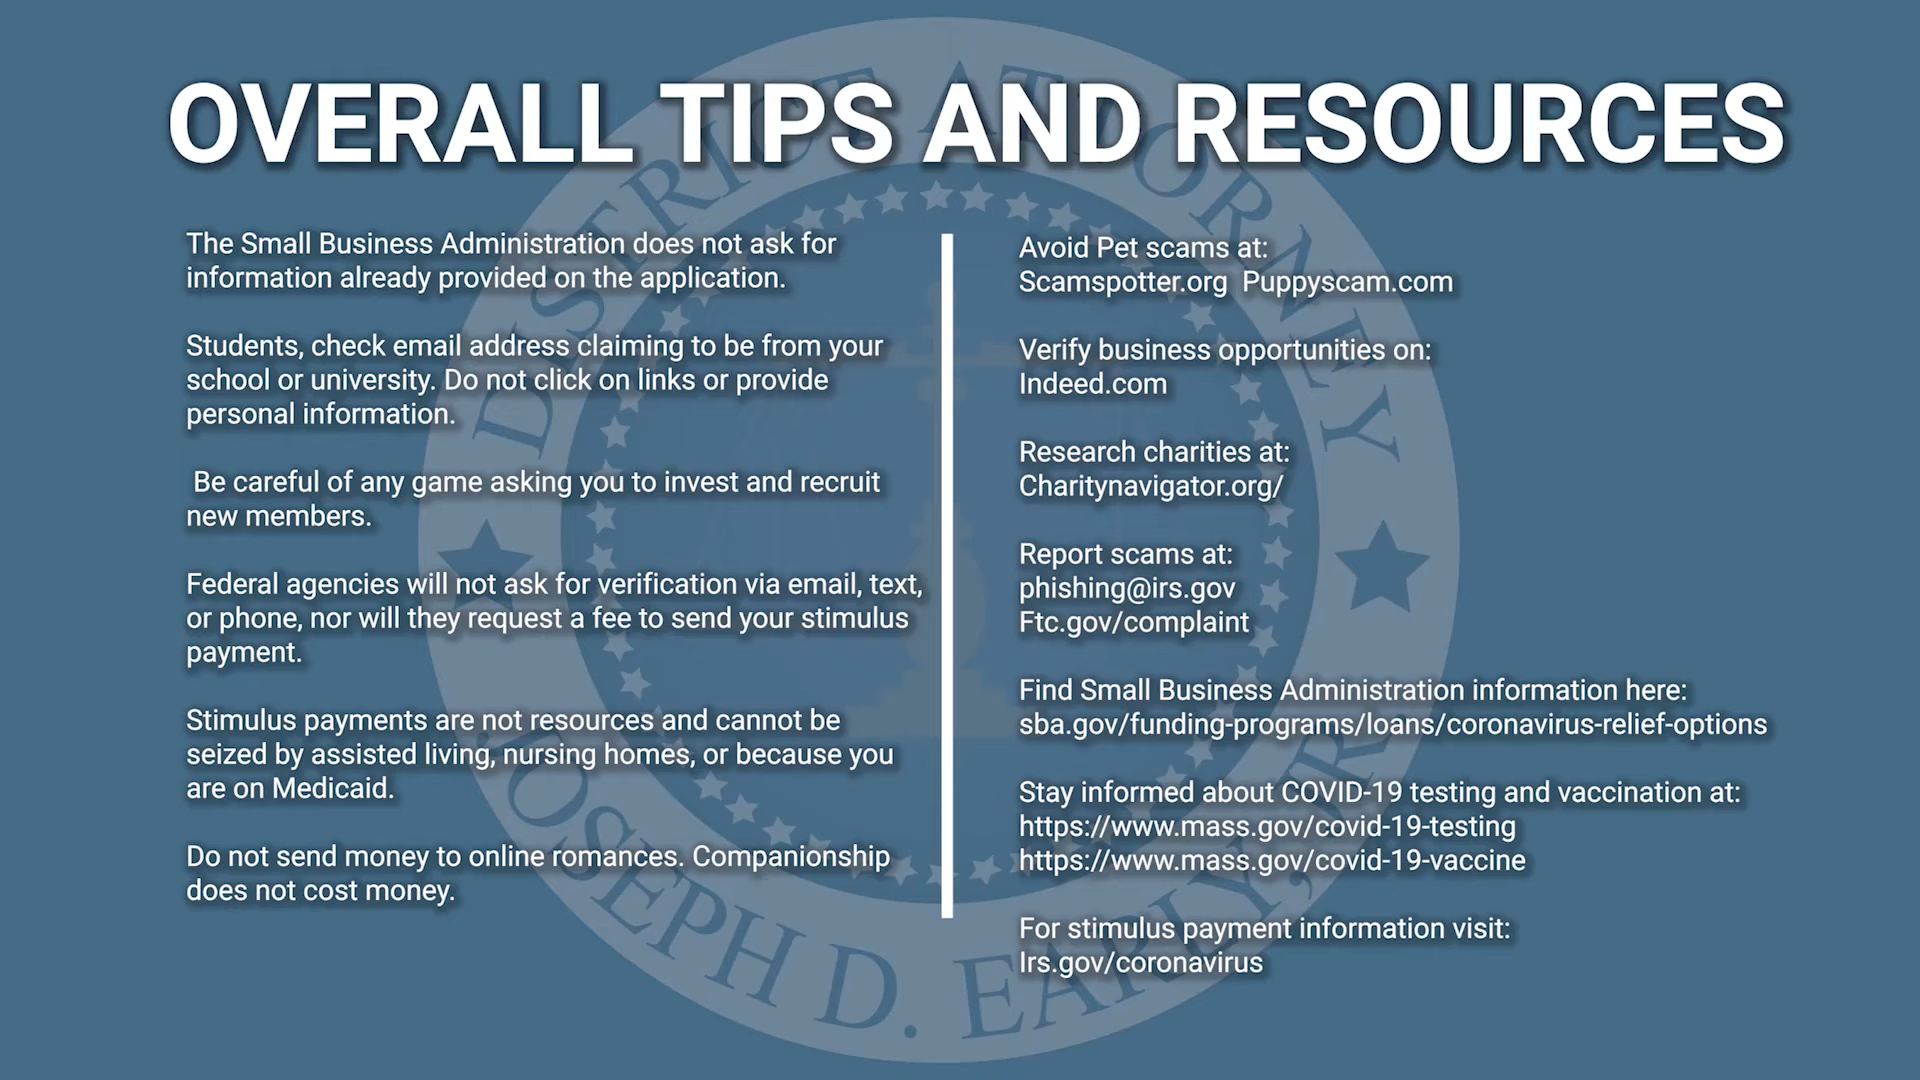 OVERALL TIPS AND RESOURCES
The Small Business Administration does not ask for
information already provided on the application.
Students, check email address claiming to be from your
school or university. Do not click on links or provide
personal information.
Be careful of any game asking you to invest and recruit
new members.
Federal agencies will not ask for verification via email, text,
or phone, nor will they request a fee to send your stimulus
payment.
Stimulus payments are not resources and cannot be
seized by assisted living, nursing homes, or because you
are on Medicaid.
Do not send money to online romances. Companionship
does not cost money.
Avoid Pet scams at:
Scamspotter.org  Puppyscam.com
Verify business opportunities on:
Indeed.com
Research charities at:
Charitynavigator.org/
Report scams at:
phishing@irs.gov
Ftc.gov/complaint
Find Small Business Administration information here:
sba.gov/funding-programs/loans/coronavirus-relief-options
Stay informed about COVID-19 testing and vaccination at:
https://www.mass.gov/covid-19-testing
https://www.mass.gov/covid-19-vaccine
For stimulus payment information visit:
Irs.gov/coronavirus
DISTRICT ATTORNEY
JOSEPH D. EARLY, JR.